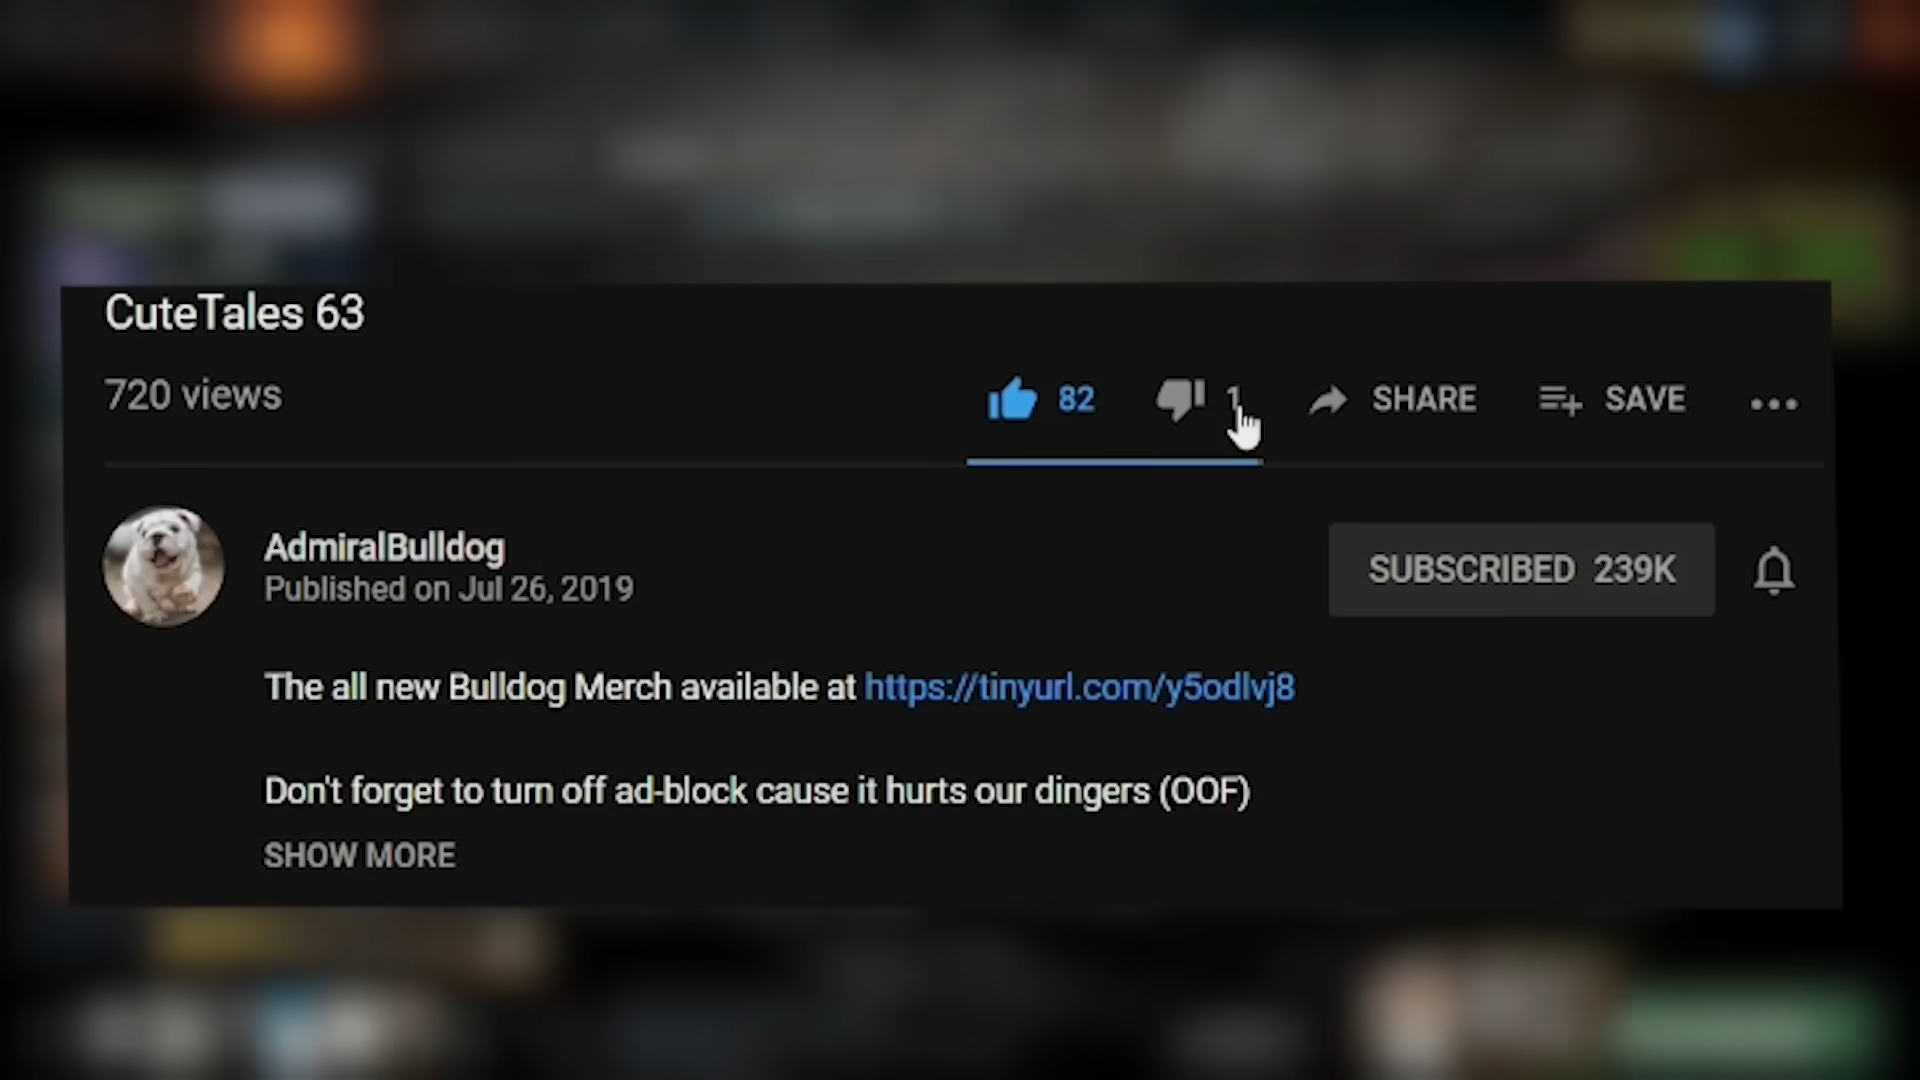 CuteTales 63
720 views
82
1
SHARE
SAVE
AdmiralBulldog
SUBSCRIBED 239K
Published on Jul 26, 2019
The all new Bulldog Merch available at https://tinyurl.com/y5odlvj8
Don't forget to turn off ad-block cause it hurts our dingers (OOF)
SHOW MORE